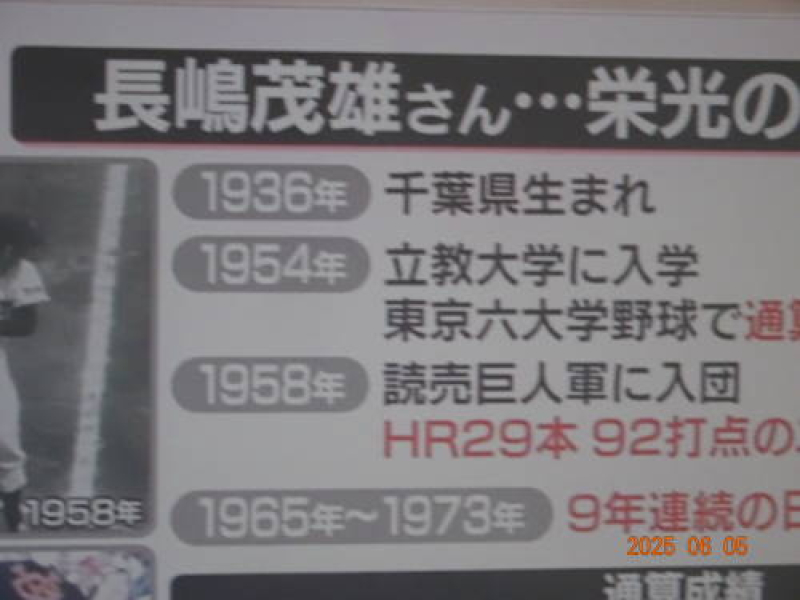 長嶋茂雄さん…栄光の
1936年 千葉県生まれ
1954年 立教大学に入学
東京六大学野球で通算
1958年 読売巨人軍に入団
HR29本 92打点の
1965年～1973年 9年連続の日
1958年
2025 06 05
通算成績